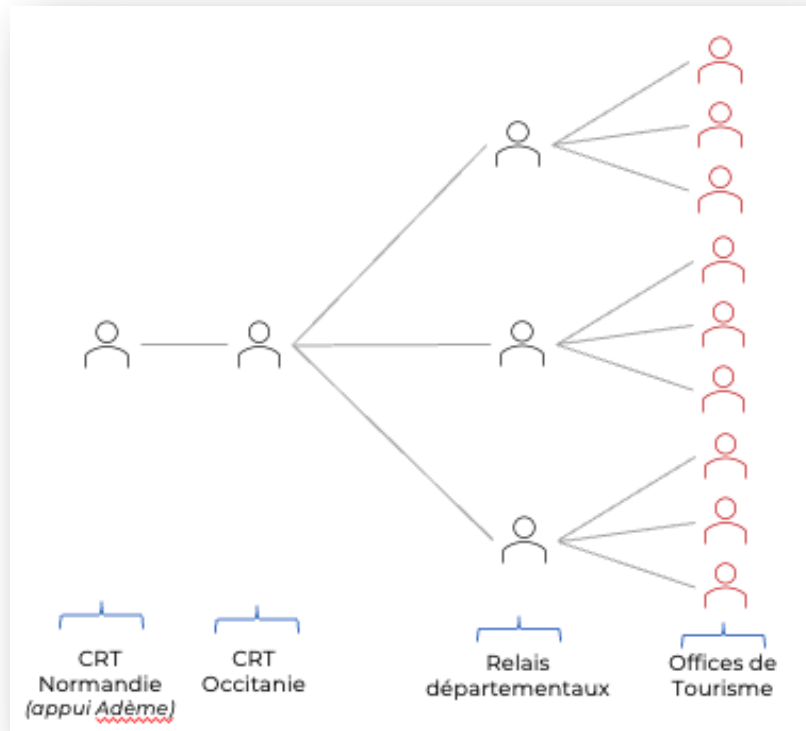 CRT
Normandie
(appui Adème)
CRT
Occitanie
Relais
départementaux
Offices de
Tourisme